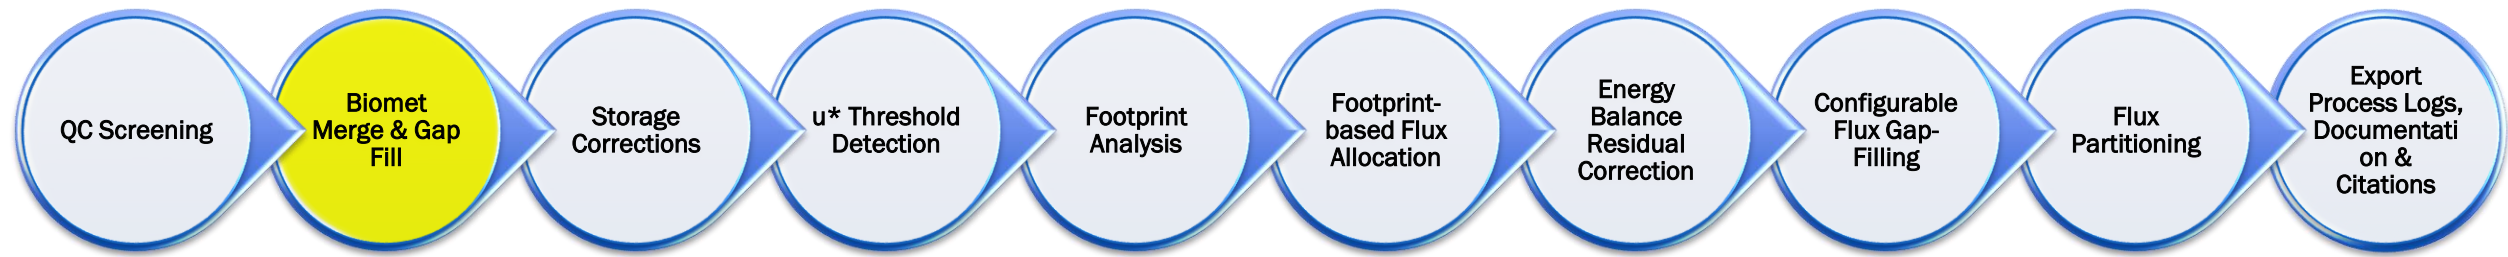 QC Screening
Biomet
Merge & Gap
Fill
Storage
Corrections
u* Threshold
Detection
Footprint
Analysis
Footprint-
based Flux
Allocation
Energy
Balance
Residual
Correction
Configurable
Flux Gap-
Filling
Flux
Partitioning
Export
Process Logs,
Documentati
on &
Citations